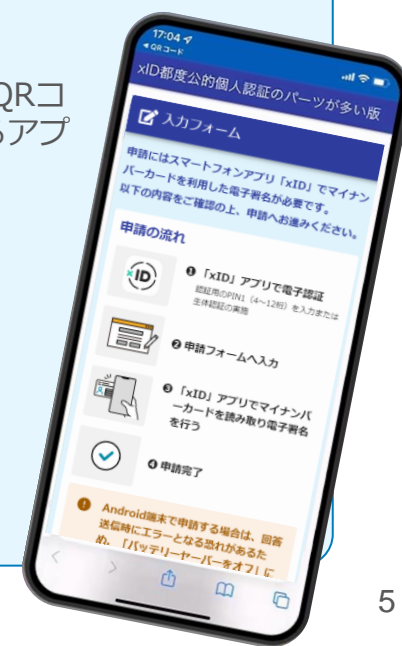 QRコ
るアプ
17:04
◀ QRコード
xID都度公的個人認証のパーツが多い版
入力フォーム
申請にはスマートフォンアプリ「xID」でマイナン
バーカードを利用した電子署名が必要です。
以下の内容をご確認の上、申請へお進みください。
申請の流れ
xID
❶ 「xID」アプリで電子認証
認証用のPIN1（4～12桁）を入力または
生体認証の実施
❷ 申請フォームへ入力
❸ 「xID」アプリでマイナンバ
ーカードを読み取り電子署名
を行う
❹ 申請完了
Android端末で申請する場合は、回答
送信時にエラーとなる恐れがあるた
め、「バッテリーセーバーをオフ」に
5